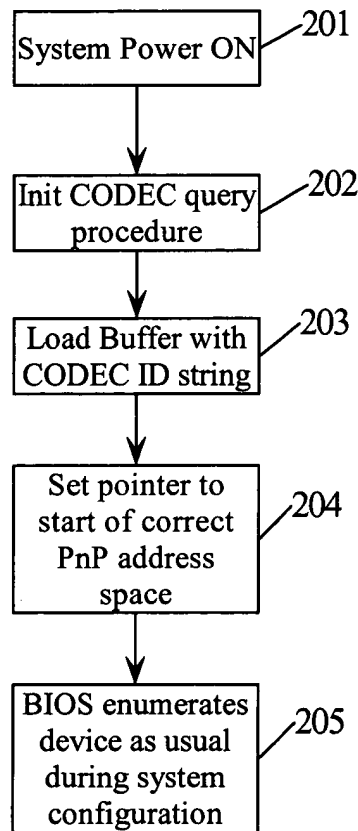 System Power ON
201
Init CODEC query
procedure
202
Load Buffer with
CODEC ID string
203
Set pointer to
start of correct
PnP address
space
204
BIOS enumerates
device as usual
during system
configuration
205